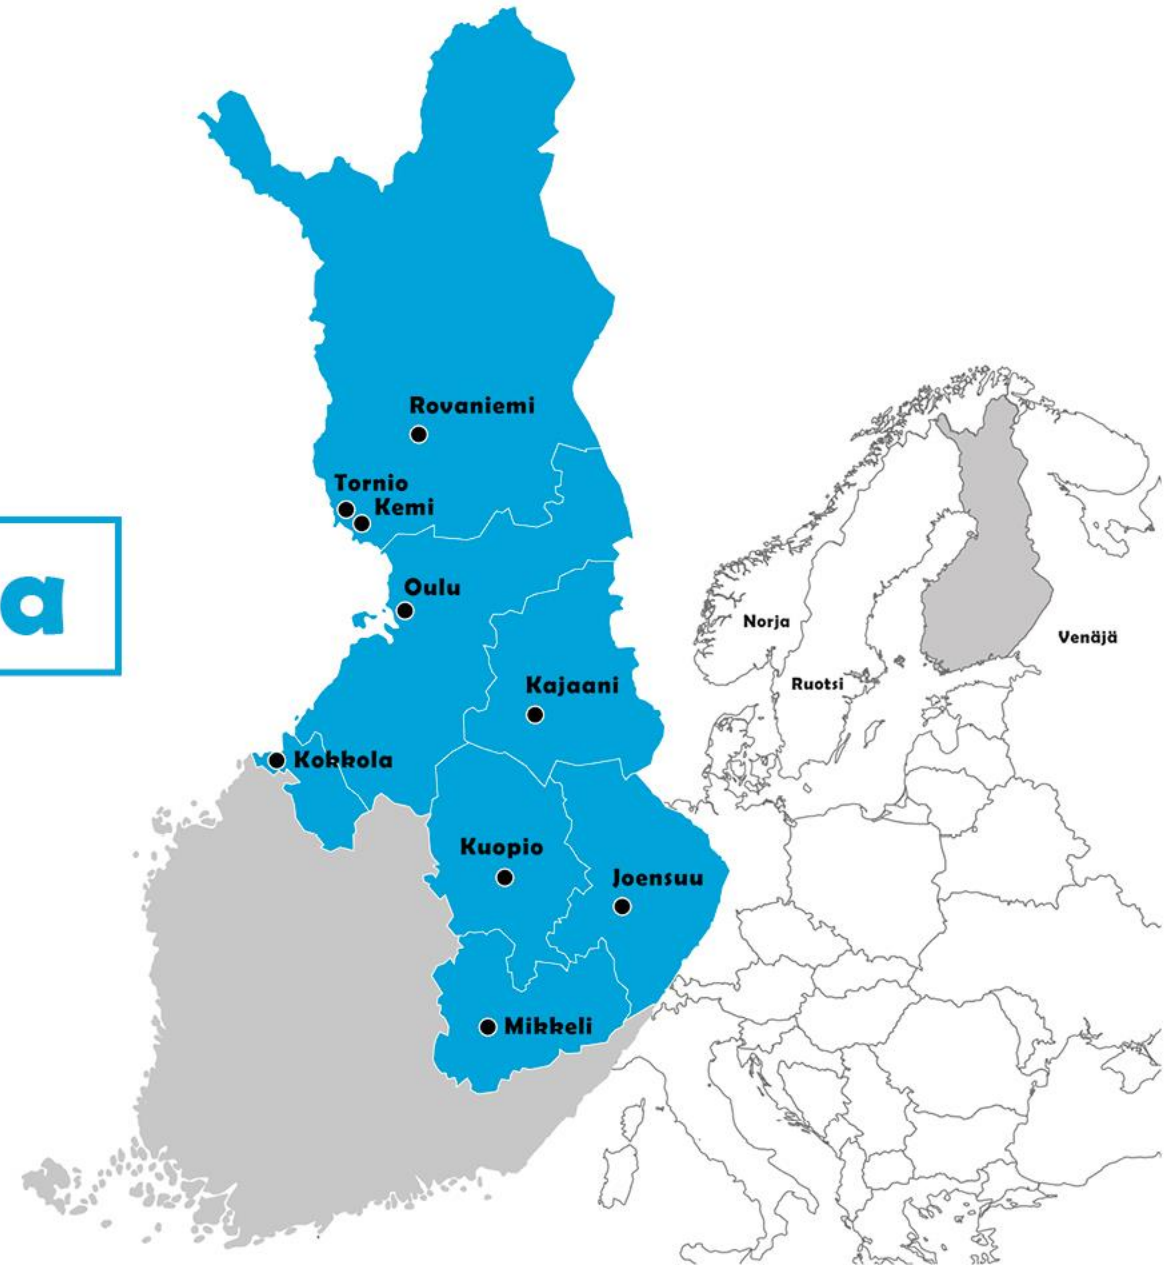 Rovaniemi
Tornio
Kemi
Oulu
a
Norja
Venäjä
Ruotsi
Kajaani
Kokkola
Kuopio
Joensuu
Mikkeli